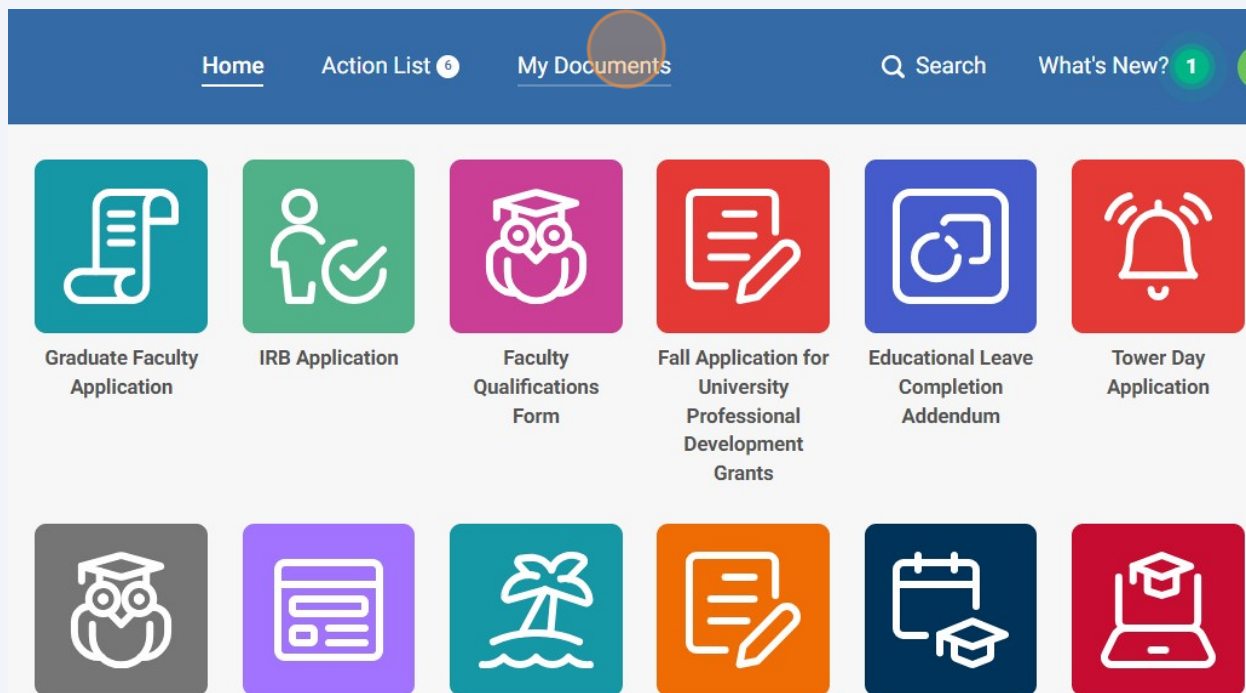 Home Action List 6 My Documents Search What's New? 1
Graduate Faculty
Application
IRB Application
Faculty
Qualifications
Form
Fall Application for
University
Professional
Development
Grants
Educational Leave
Completion
Addendum
Tower Day
Application